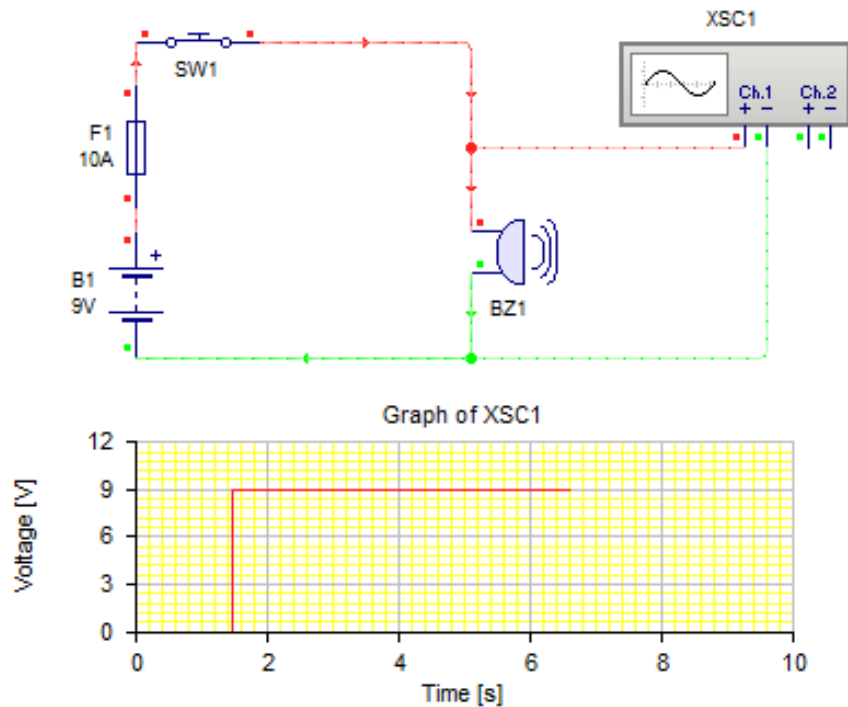 XSC1
SW1
Ch.1
Ch.2
+ −
+ −
F1
10A
+
B1
9V
BZ1
Graph of XSC1
12
9
6
3
0
Voltage [V]
0 2 4 6 8 10
Time [s]